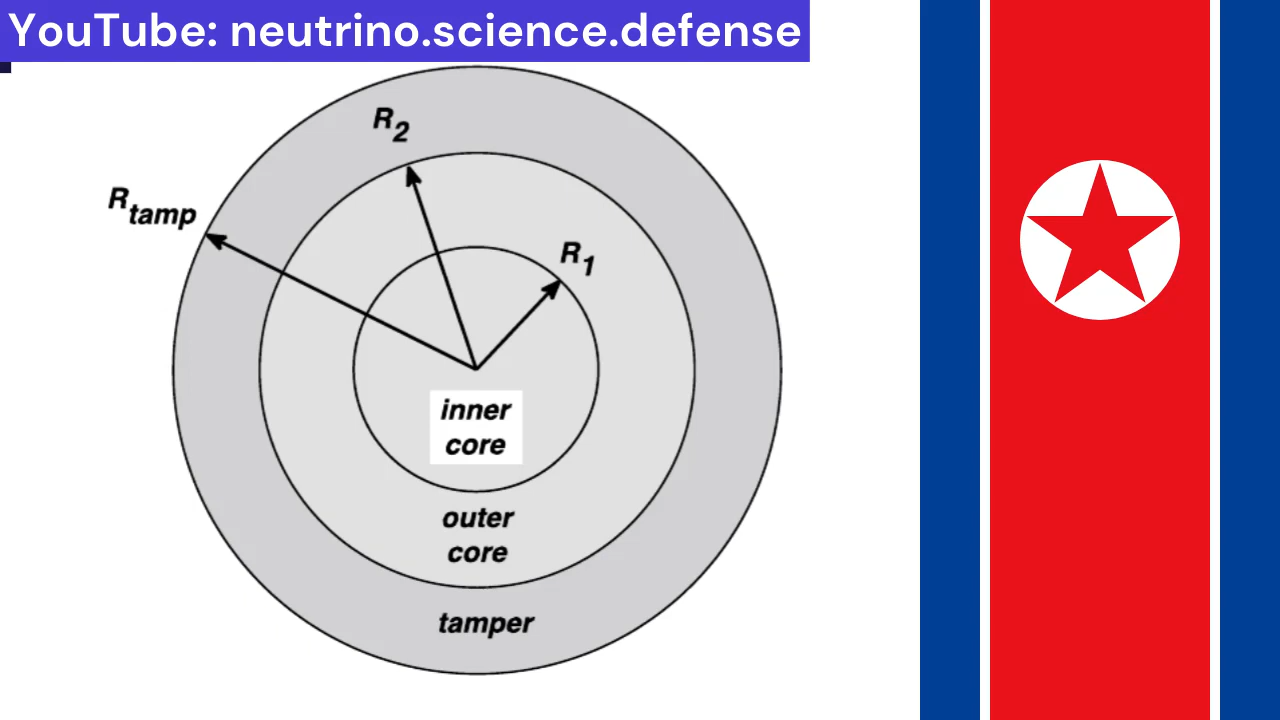 YouTube: neutrino.science.defense
R2
Rtamp
R1
inner
core
outer
core
tamper